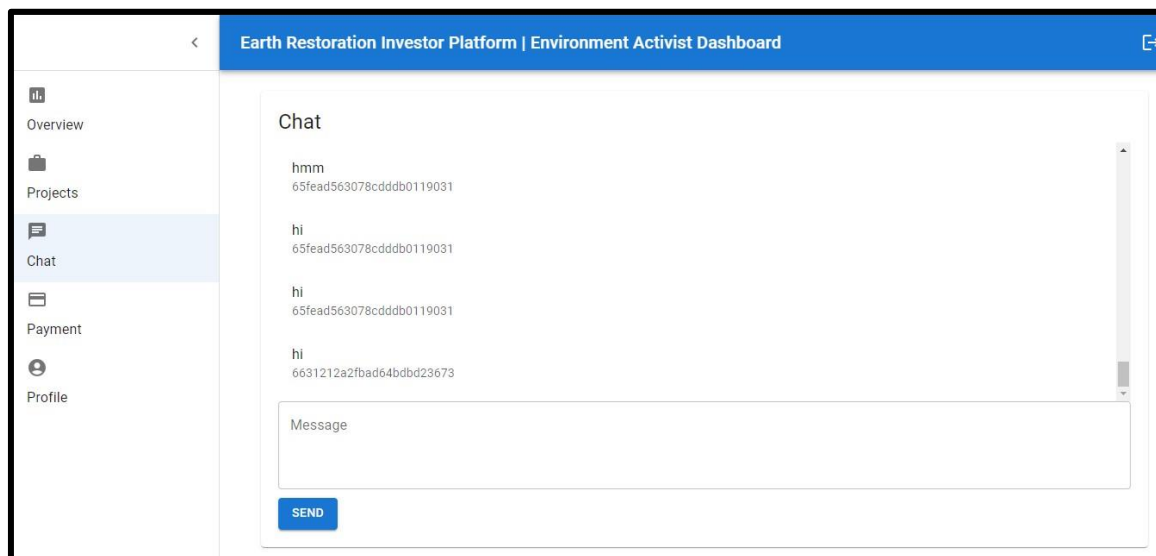 Earth Restoration Investor Platform | Environment Activist Dashboard
Overview
Projects
Chat
Payment
Profile
Chat
hmm
65fead563078cdddb0119031
hi
65fead563078cdddb0119031
hi
65fead563078cdddb0119031
hi
6631212a2fbad64bdbd23673
Message
SEND